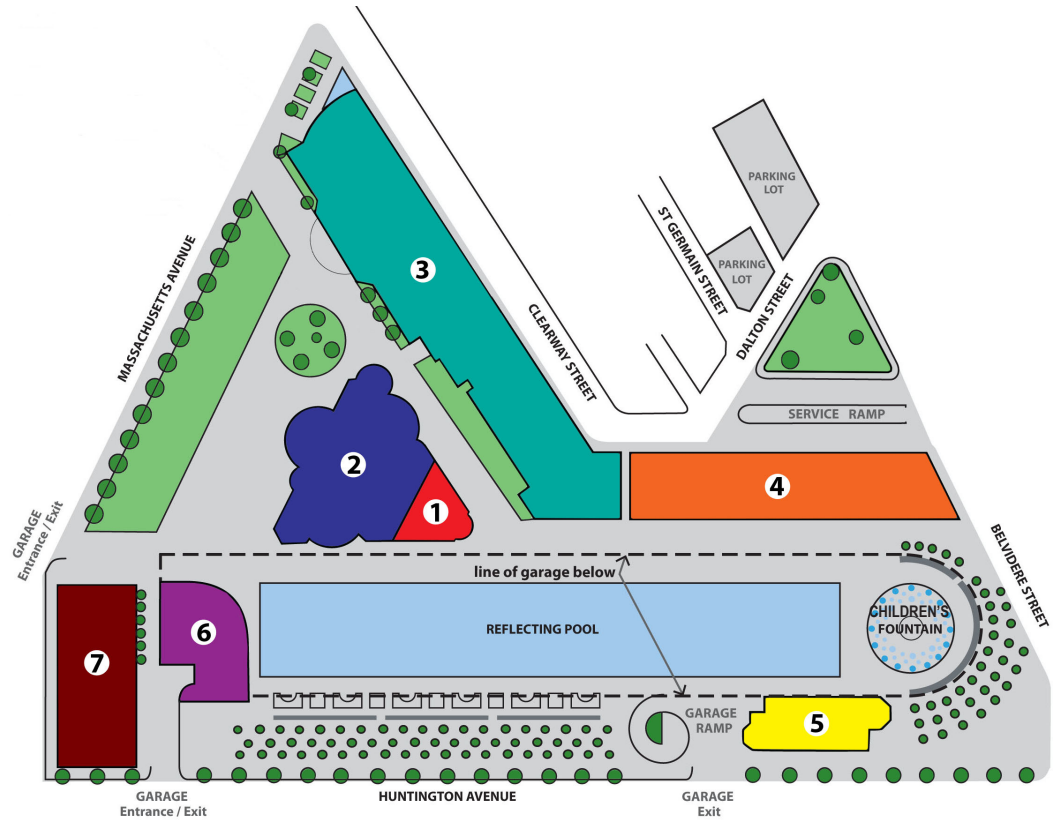 PARKING
LOT
ST GERMAIN STREET
MASSACHUSETTS AVENUE
PARKING
LOT
3
DALTON STREET
CLEARWAY STREET
SERVICE RAMP
2
4
1
GARAGE
Entrance / Exit
BELVIDERE STREET
line of garage below
CHILDREN'S
FOUNTAIN
REFLECTING POOL
6
7
GARAGE
RAMP
5
GARAGE
Entrance / Exit
HUNTINGTON AVENUE
GARAGE
Exit